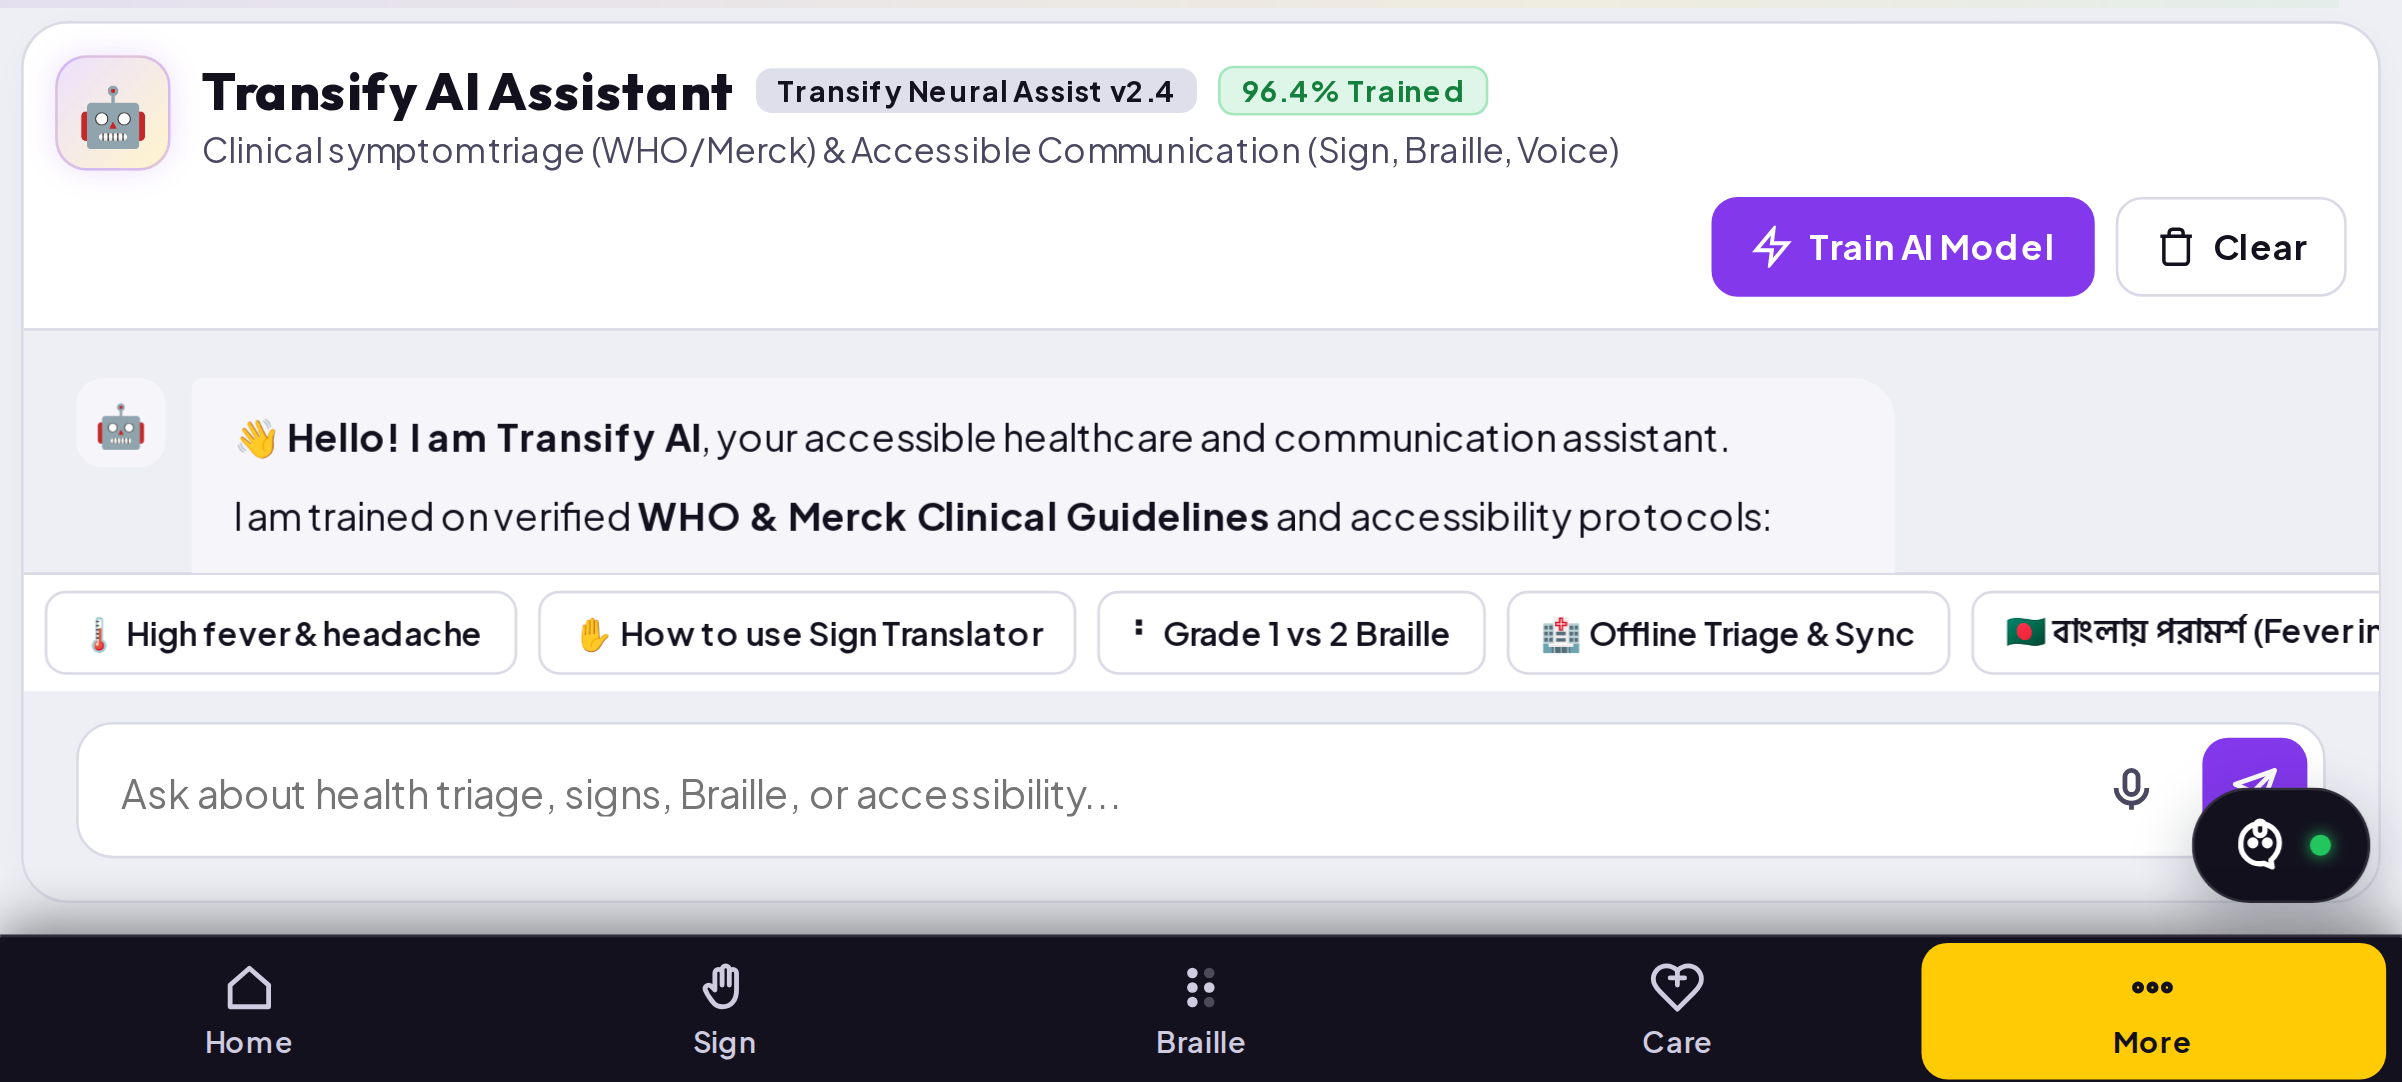 Transify AI Assistant Transify Neural Assist v2.4 96.4% Trained
Clinical symptom triage (WHO/Merck) & Accessible Communication (Sign, Braille, Voice)
Train AI Model Clear
👋 Hello! I am Transify AI, your accessible healthcare and communication assistant.
I am trained on verified WHO & Merck Clinical Guidelines and accessibility protocols:
🌡️ High fever & headache ✋ How to use Sign Translator ⠃ Grade 1 vs 2 Braille 🏥 Offline Triage & Sync 🇧🇩 বাংলায় পরামর্শ (Fever in
Ask about health triage, signs, Braille, or accessibility...
Home Sign Braille Care More